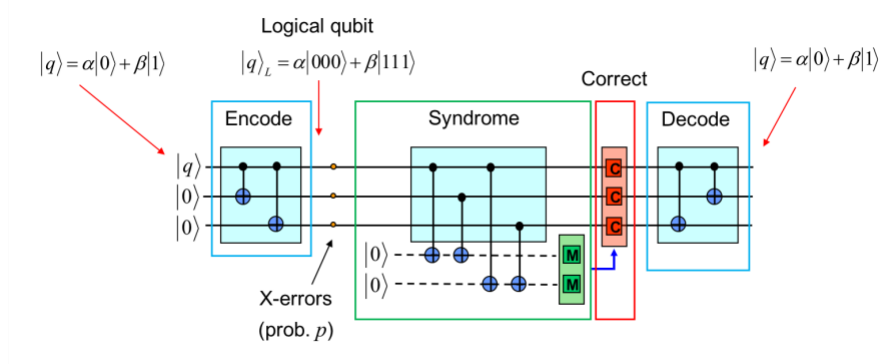 Logical qubit
|q⟩ = α|0⟩ + β|1⟩
|q⟩_L = α|000⟩ + β|111⟩
|q⟩ = α|0⟩ + β|1⟩
Correct
Encode
Syndrome
Decode
|q⟩
C
|0⟩
C
|0⟩
C
|0⟩
M
|0⟩
M
X-errors
(prob. p)